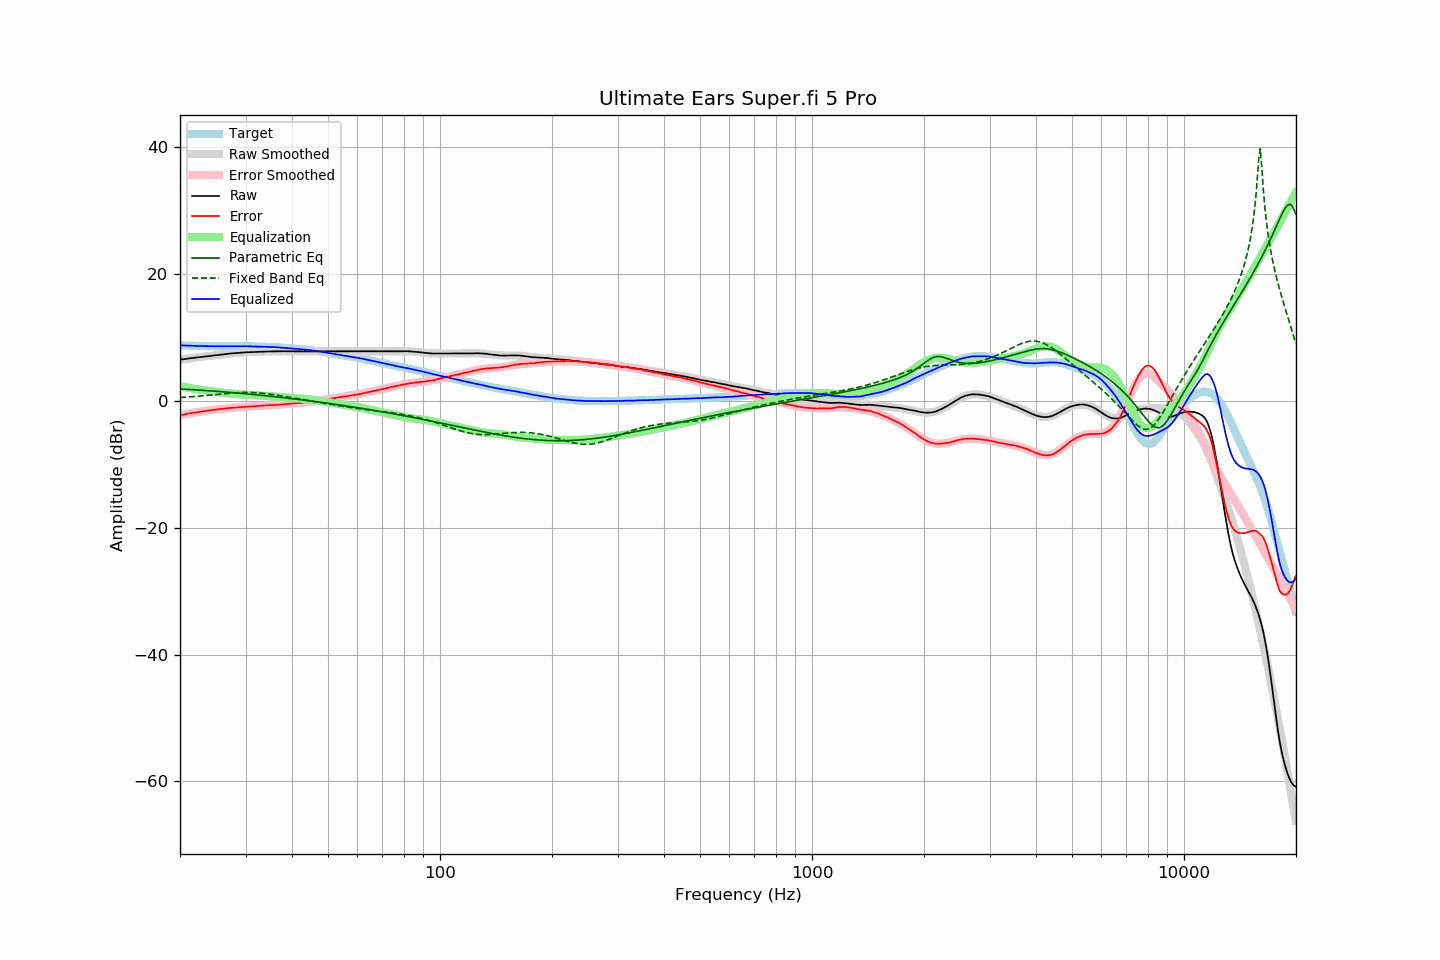 Ultimate Ears Super.fi 5 Pro
Target
Raw Smoothed
Error Smoothed
Raw
Error
Equalization
Parametric Eq
Fixed Band Eq
Equalized
40
20
0
−20
−40
−60
Amplitude (dBr)
100
1000
10000
Frequency (Hz)